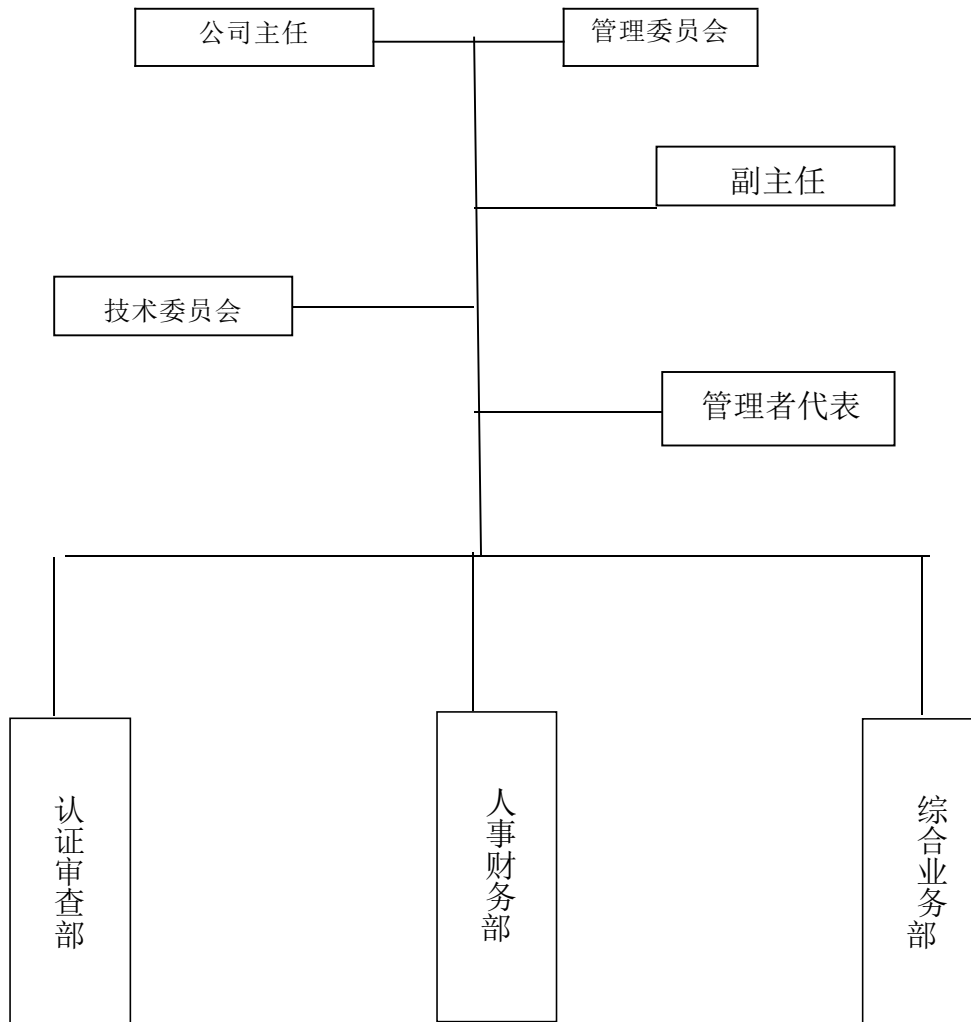 公司主任
管理委员会
副主任
技术委员会
管理者代表
认证审查部
人事财务部
综合业务部